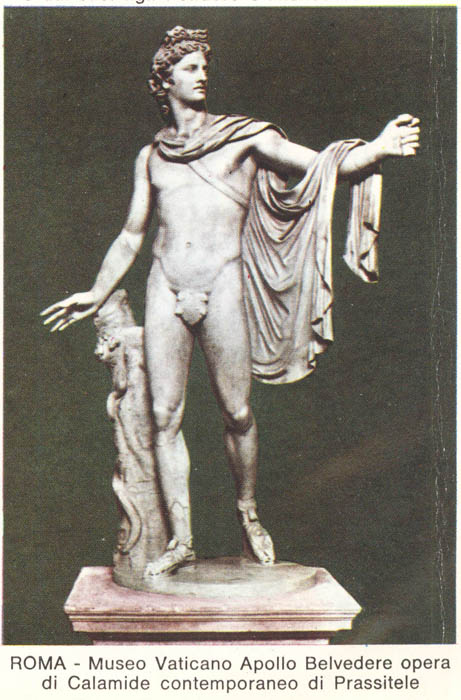 ROMA - Museo Vaticano Apollo Belvedere opera
di Calamide contemporaneo di Prassitele